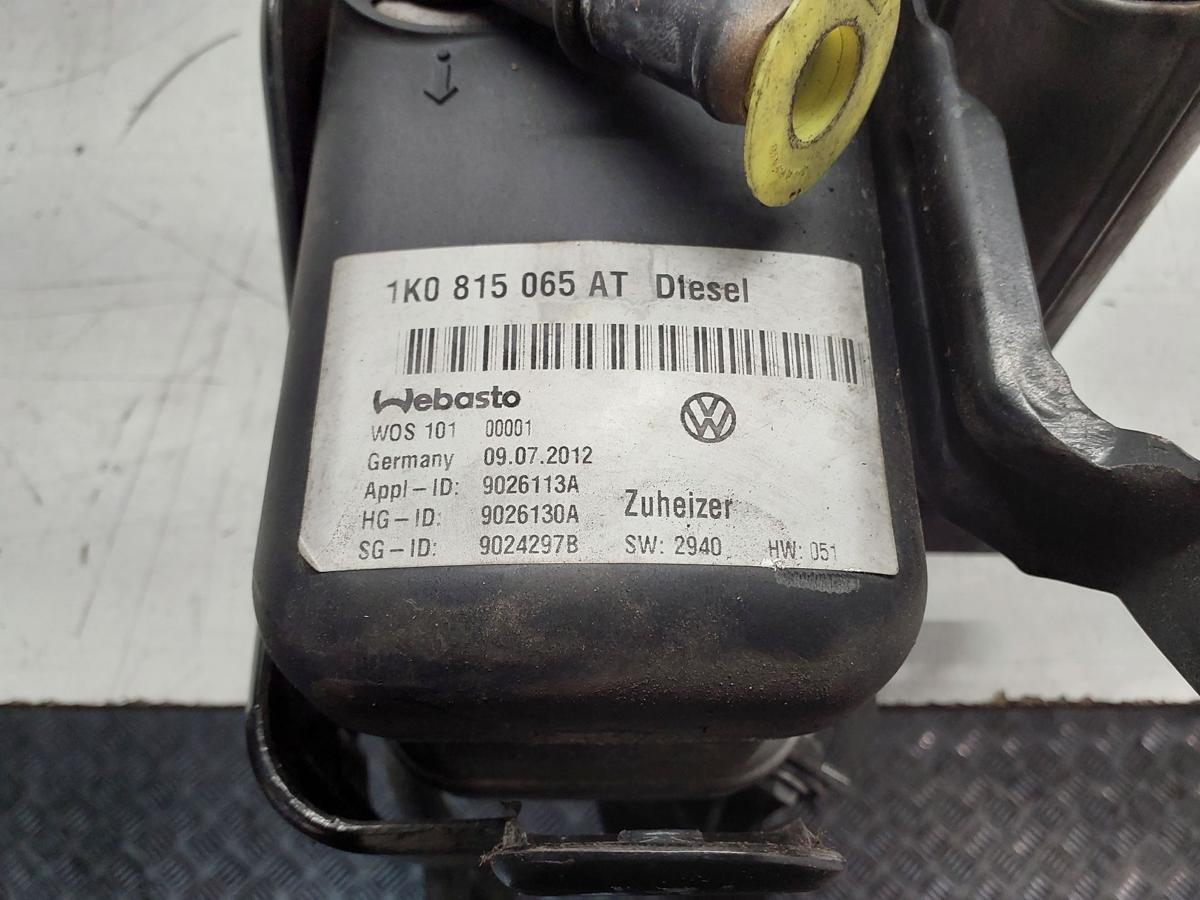 1K0 815 065 AT Diesel
Webasto
WOS 101 00001
Germany 09.07.2012
Appl-ID: 9026113A
HG-ID: 9026130A Zuheizer
SG-ID: 9024297B SW: 2940 HW: 051